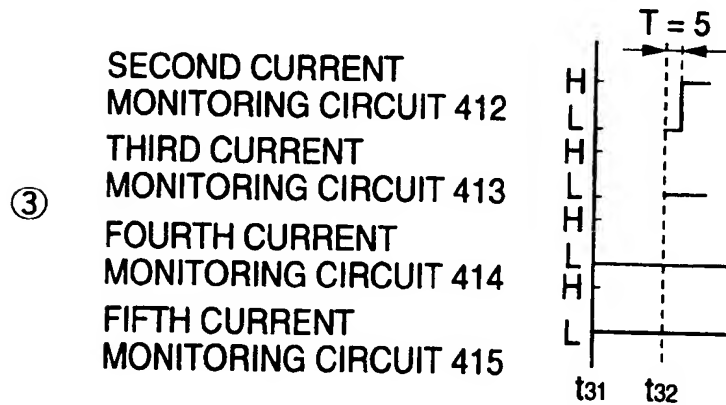 T = 5
SECOND CURRENT
MONITORING CIRCUIT 412
H
L
THIRD CURRENT
MONITORING CIRCUIT 413
H
L
③
FOURTH CURRENT
MONITORING CIRCUIT 414
H
L
FIFTH CURRENT
MONITORING CIRCUIT 415
H
L
t31 t32